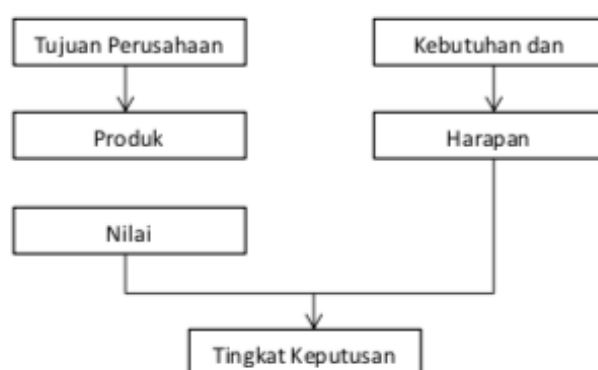 Tujuan Perusahaan
Kebutuhan dan
Produk
Harapan
Nilai
Tingkat Keputusan